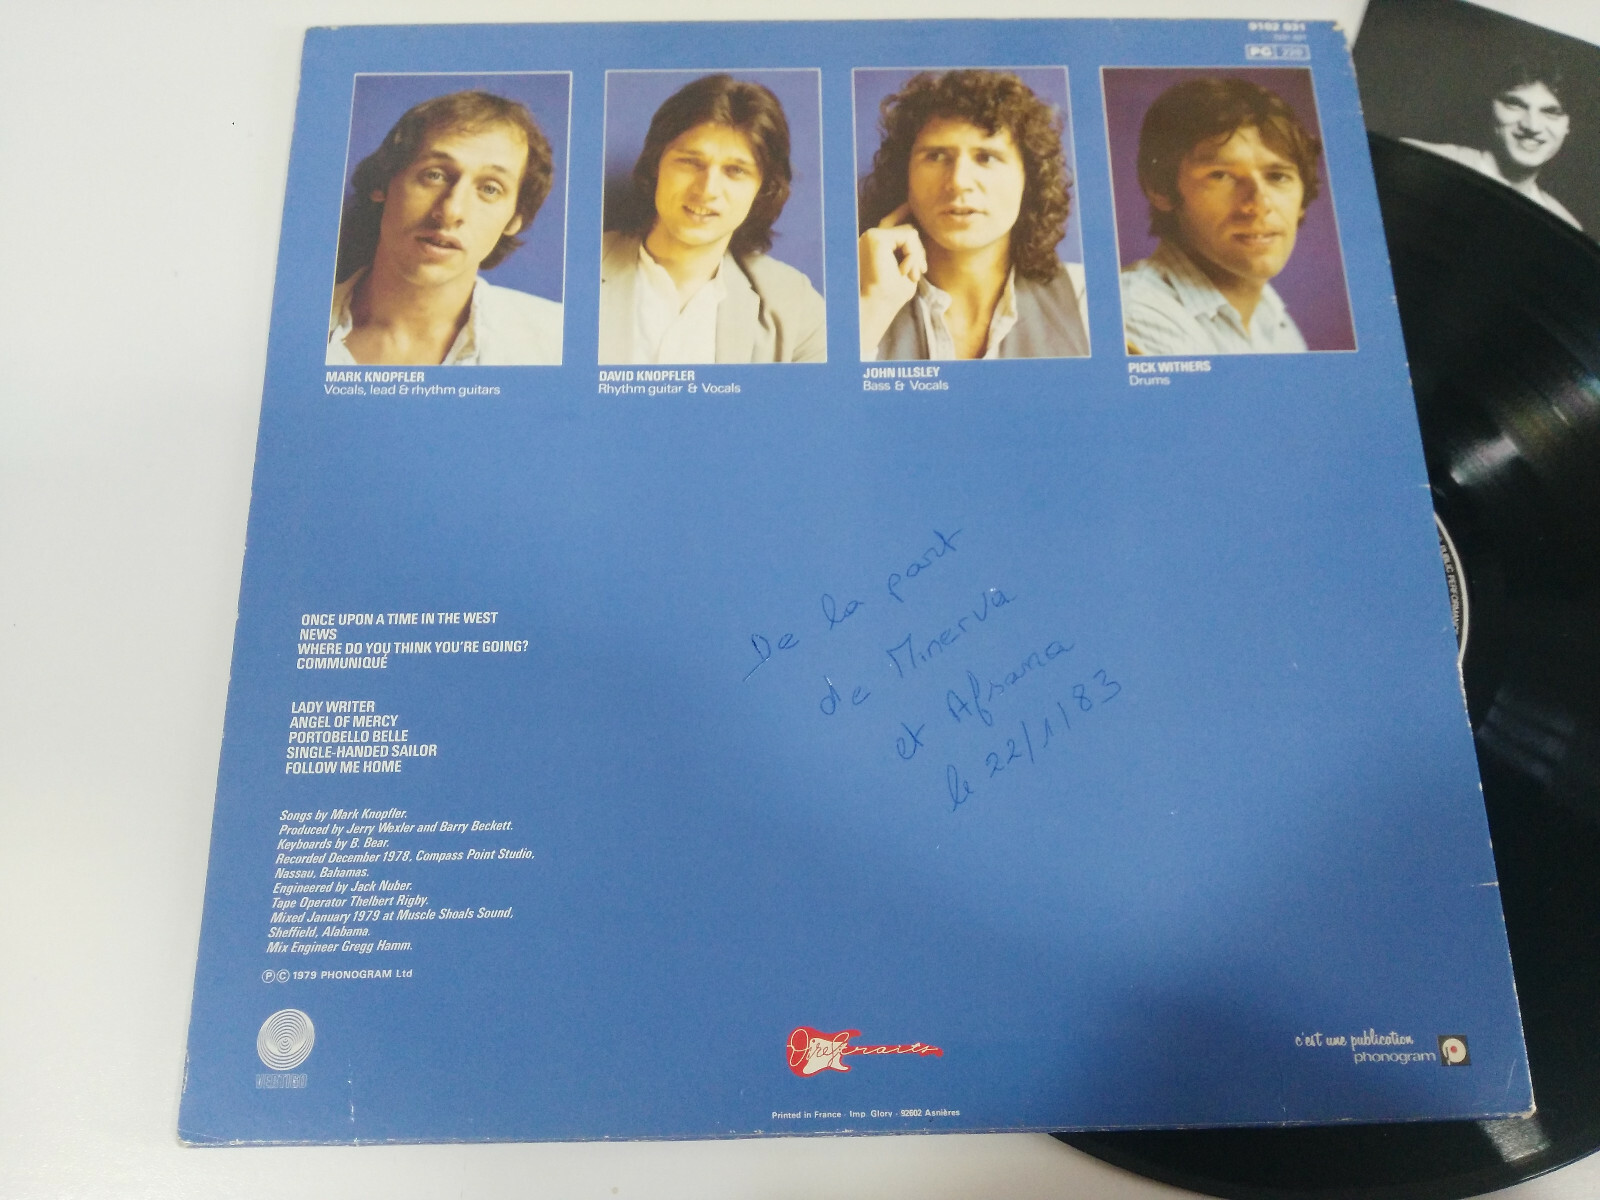 9102 031
PG 220
MARK KNOPFLER
Vocals, lead & rhythm guitars
DAVID KNOPFLER
Rhythm guitar & Vocals
JOHN ILLSLEY
Bass & Vocals
PICK WITHERS
Drums
ONCE UPON A TIME IN THE WEST
NEWS
WHERE DO YOU THINK YOU'RE GOING?
COMMUNIQUÉ
LADY WRITER
ANGEL OF MERCY
PORTOBELLO BELLE
SINGLE-HANDED SAILOR
FOLLOW ME HOME
De la part
de Minerva
et Afsana
le 22/1/83
Songs by Mark Knopfler.
Produced by Jerry Wexler and Barry Beckett.
Keyboards by B. Bear.
Recorded December 1978, Compass Point Studio,
Nassau, Bahamas.
Engineered by Jack Nuber.
Tape Operator Thelbert Rigby.
Mixed January 1979 at Muscle Shoals Sound,
Sheffield, Alabama.
Mix Engineer Gregg Hamm.
Ⓟ© 1979 PHONOGRAM Ltd
VERTIGO
Dire Straits
c'est une publication
phonogram
Printed in France - Imp. Glory - 92602 Asnières
PUBLIC PERFORMANCE